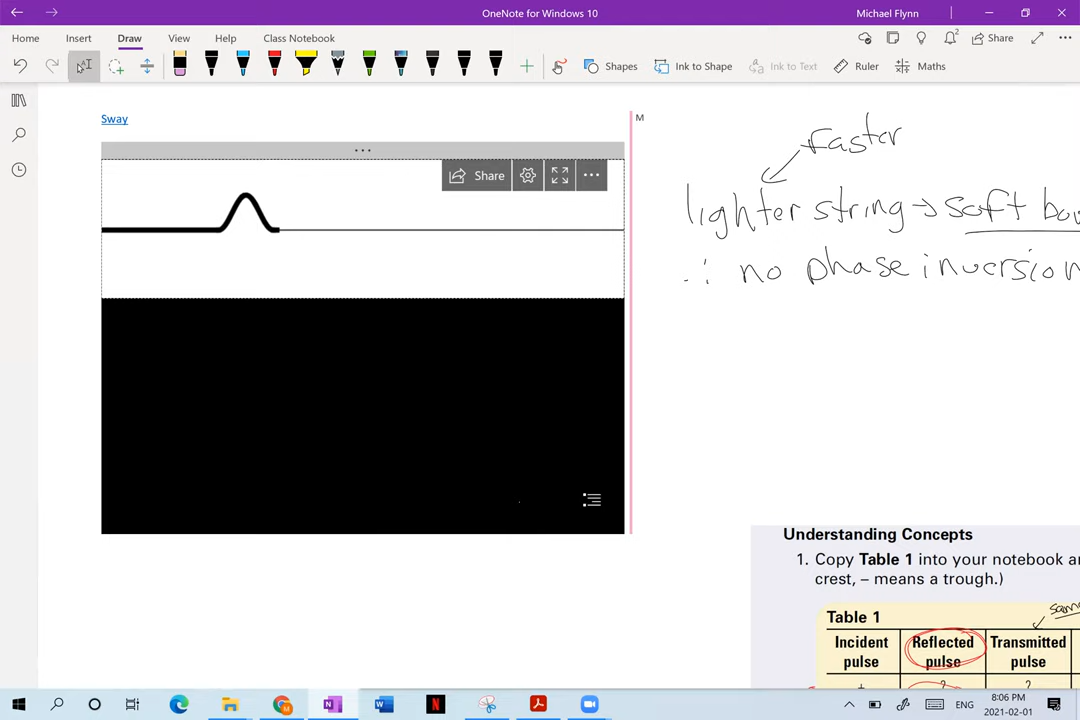 OneNote for Windows 10
Michael Flynn
Home Insert Draw View Help Class Notebook
2
Share
Shapes
Ink to Shape
Ink to Text
Ruler
Maths
Sway
M
Share
Faster
lighter string → soft bou
∴ no phase inversion
Understanding Concepts
1. Copy Table 1 into your notebook an
crest, – means a trough.)
Table 1
same
Incident pulse
Reflected pulse
Transmitted pulse
+ ? ?
ENG
8:06 PM
2021-02-01